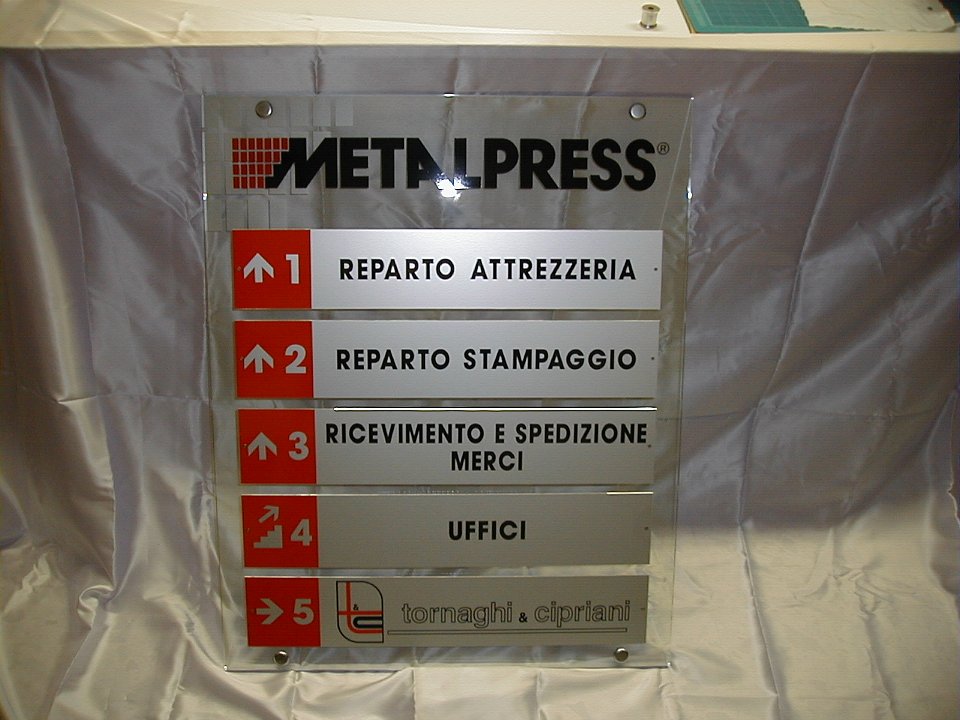 METALPRESS®
1 REPARTO ATTREZZERIA
2 REPARTO STAMPAGGIO
3 RICEVIMENTO E SPEDIZIONE
MERCI
4 UFFICI
5 t&c tornaghi & cipriani